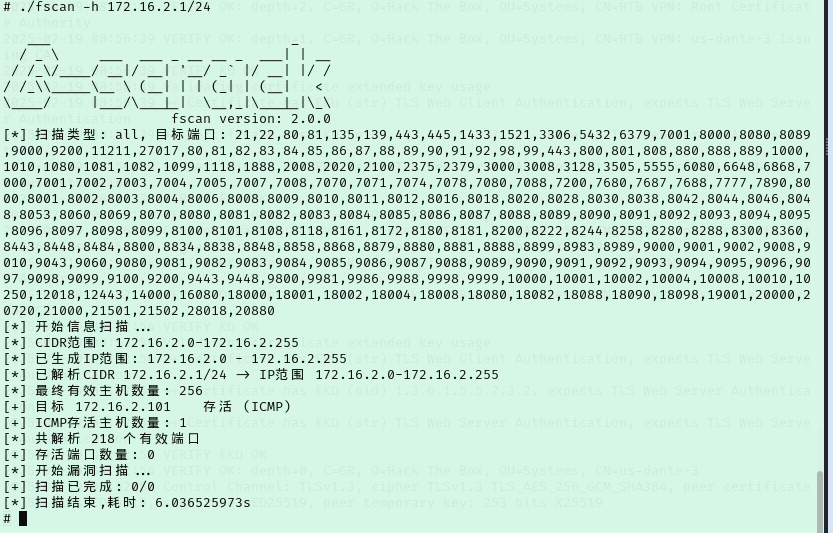 # ./fscan -h 172.16.2.1/24
fscan version: 2.0.0
[*] 扫描类型: all, 目标端口: 21,22,80,81,135,139,443,445,1433,1521,3306,5432,6379,7001,8000,8080,8089
,9000,9200,11211,27017,80,81,82,83,84,85,86,87,88,89,90,91,92,98,99,443,800,801,808,880,888,889,1000,
1010,1080,1081,1082,1099,1118,1888,2008,2020,2100,2375,2379,3000,3008,3128,3505,5555,6080,6648,6868,7
000,7001,7002,7003,7004,7005,7007,7008,7070,7071,7074,7078,7080,7088,7200,7680,7687,7688,7777,7890,80
00,8001,8002,8003,8004,8006,8008,8009,8010,8011,8012,8016,8018,8020,8028,8030,8038,8042,8044,8046,804
8,8053,8060,8069,8070,8080,8081,8082,8083,8084,8085,8086,8087,8088,8089,8090,8091,8092,8093,8094,8095
,8096,8097,8098,8099,8100,8101,8108,8118,8161,8172,8180,8181,8200,8222,8244,8258,8280,8288,8300,8360,
8443,8448,8484,8800,8834,8838,8848,8858,8868,8879,8880,8881,8888,8899,8983,8989,9000,9001,9002,9008,9
010,9043,9060,9080,9081,9082,9083,9084,9085,9086,9087,9088,9089,9090,9091,9092,9093,9094,9095,9096,90
97,9098,9099,9100,9200,9443,9448,9800,9981,9986,9988,9998,9999,10000,10001,10002,10004,10008,10010,10
250,12018,12443,14000,16080,18000,18001,18002,18004,18008,18080,18082,18088,18090,18098,19001,20000,2
0720,21000,21501,21502,28018,20880
[*] 开始信息扫描...
[*] CIDR范围: 172.16.2.0-172.16.2.255
[*] 已生成IP范围: 172.16.2.0 - 172.16.2.255
[*] 已解析CIDR 172.16.2.1/24 -> IP范围 172.16.2.0-172.16.2.255
[*] 最终有效主机数量: 256
[+] 目标 172.16.2.101 存活 (ICMP)
[+] ICMP存活主机数量: 1
[*] 共解析 218 个有效端口
[+] 存活端口数量: 0
[*] 开始漏洞扫描...
[+] 扫描已完成: 0/0
[*] 扫描结束,耗时: 6.036525973s
#